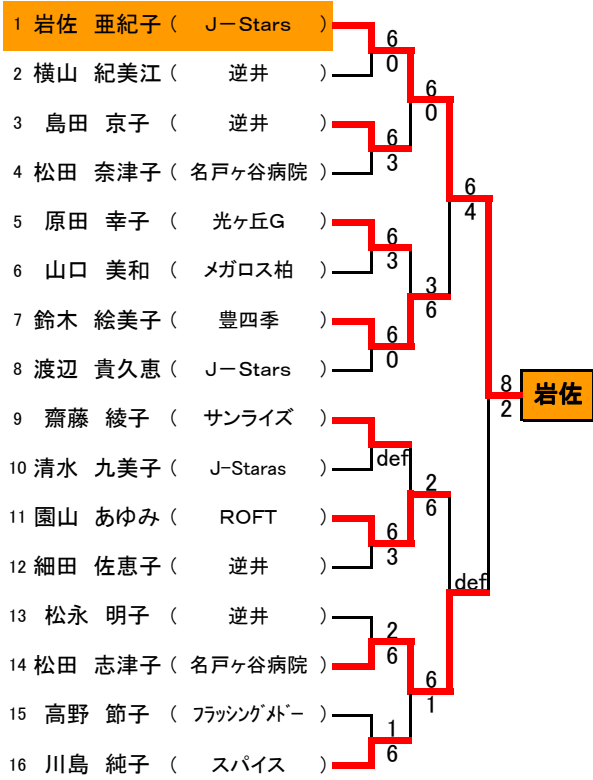 1 岩佐 亜紀子 ( J－Stars )
2 横山 紀美江 ( 逆井 )
3 島田 京子 ( 逆井 )
4 松田 奈津子 ( 名戸ヶ谷病院 )
5 原田 幸子 ( 光ヶ丘G )
6 山口 美和 ( メガロス柏 )
7 鈴木 絵美子 ( 豊四季 )
8 渡辺 貴久恵 ( J－Stars )
9 齋藤 綾子 ( サンライズ )
10 清水 九美子 ( J-Staras )
11 園山 あゆみ ( ROFT )
12 細田 佐恵子 ( 逆井 )
13 松永 明子 ( 逆井 )
14 松田 志津子 ( 名戸ヶ谷病院 )
15 高野 節子 ( フラッシングメドー )
16 川島 純子 ( スパイス )
6
0
6
3
6
3
6
0
def
6
3
2
6
1
6
6
0
3
6
2
6
6
1
6
4
def
8
2
岩佐